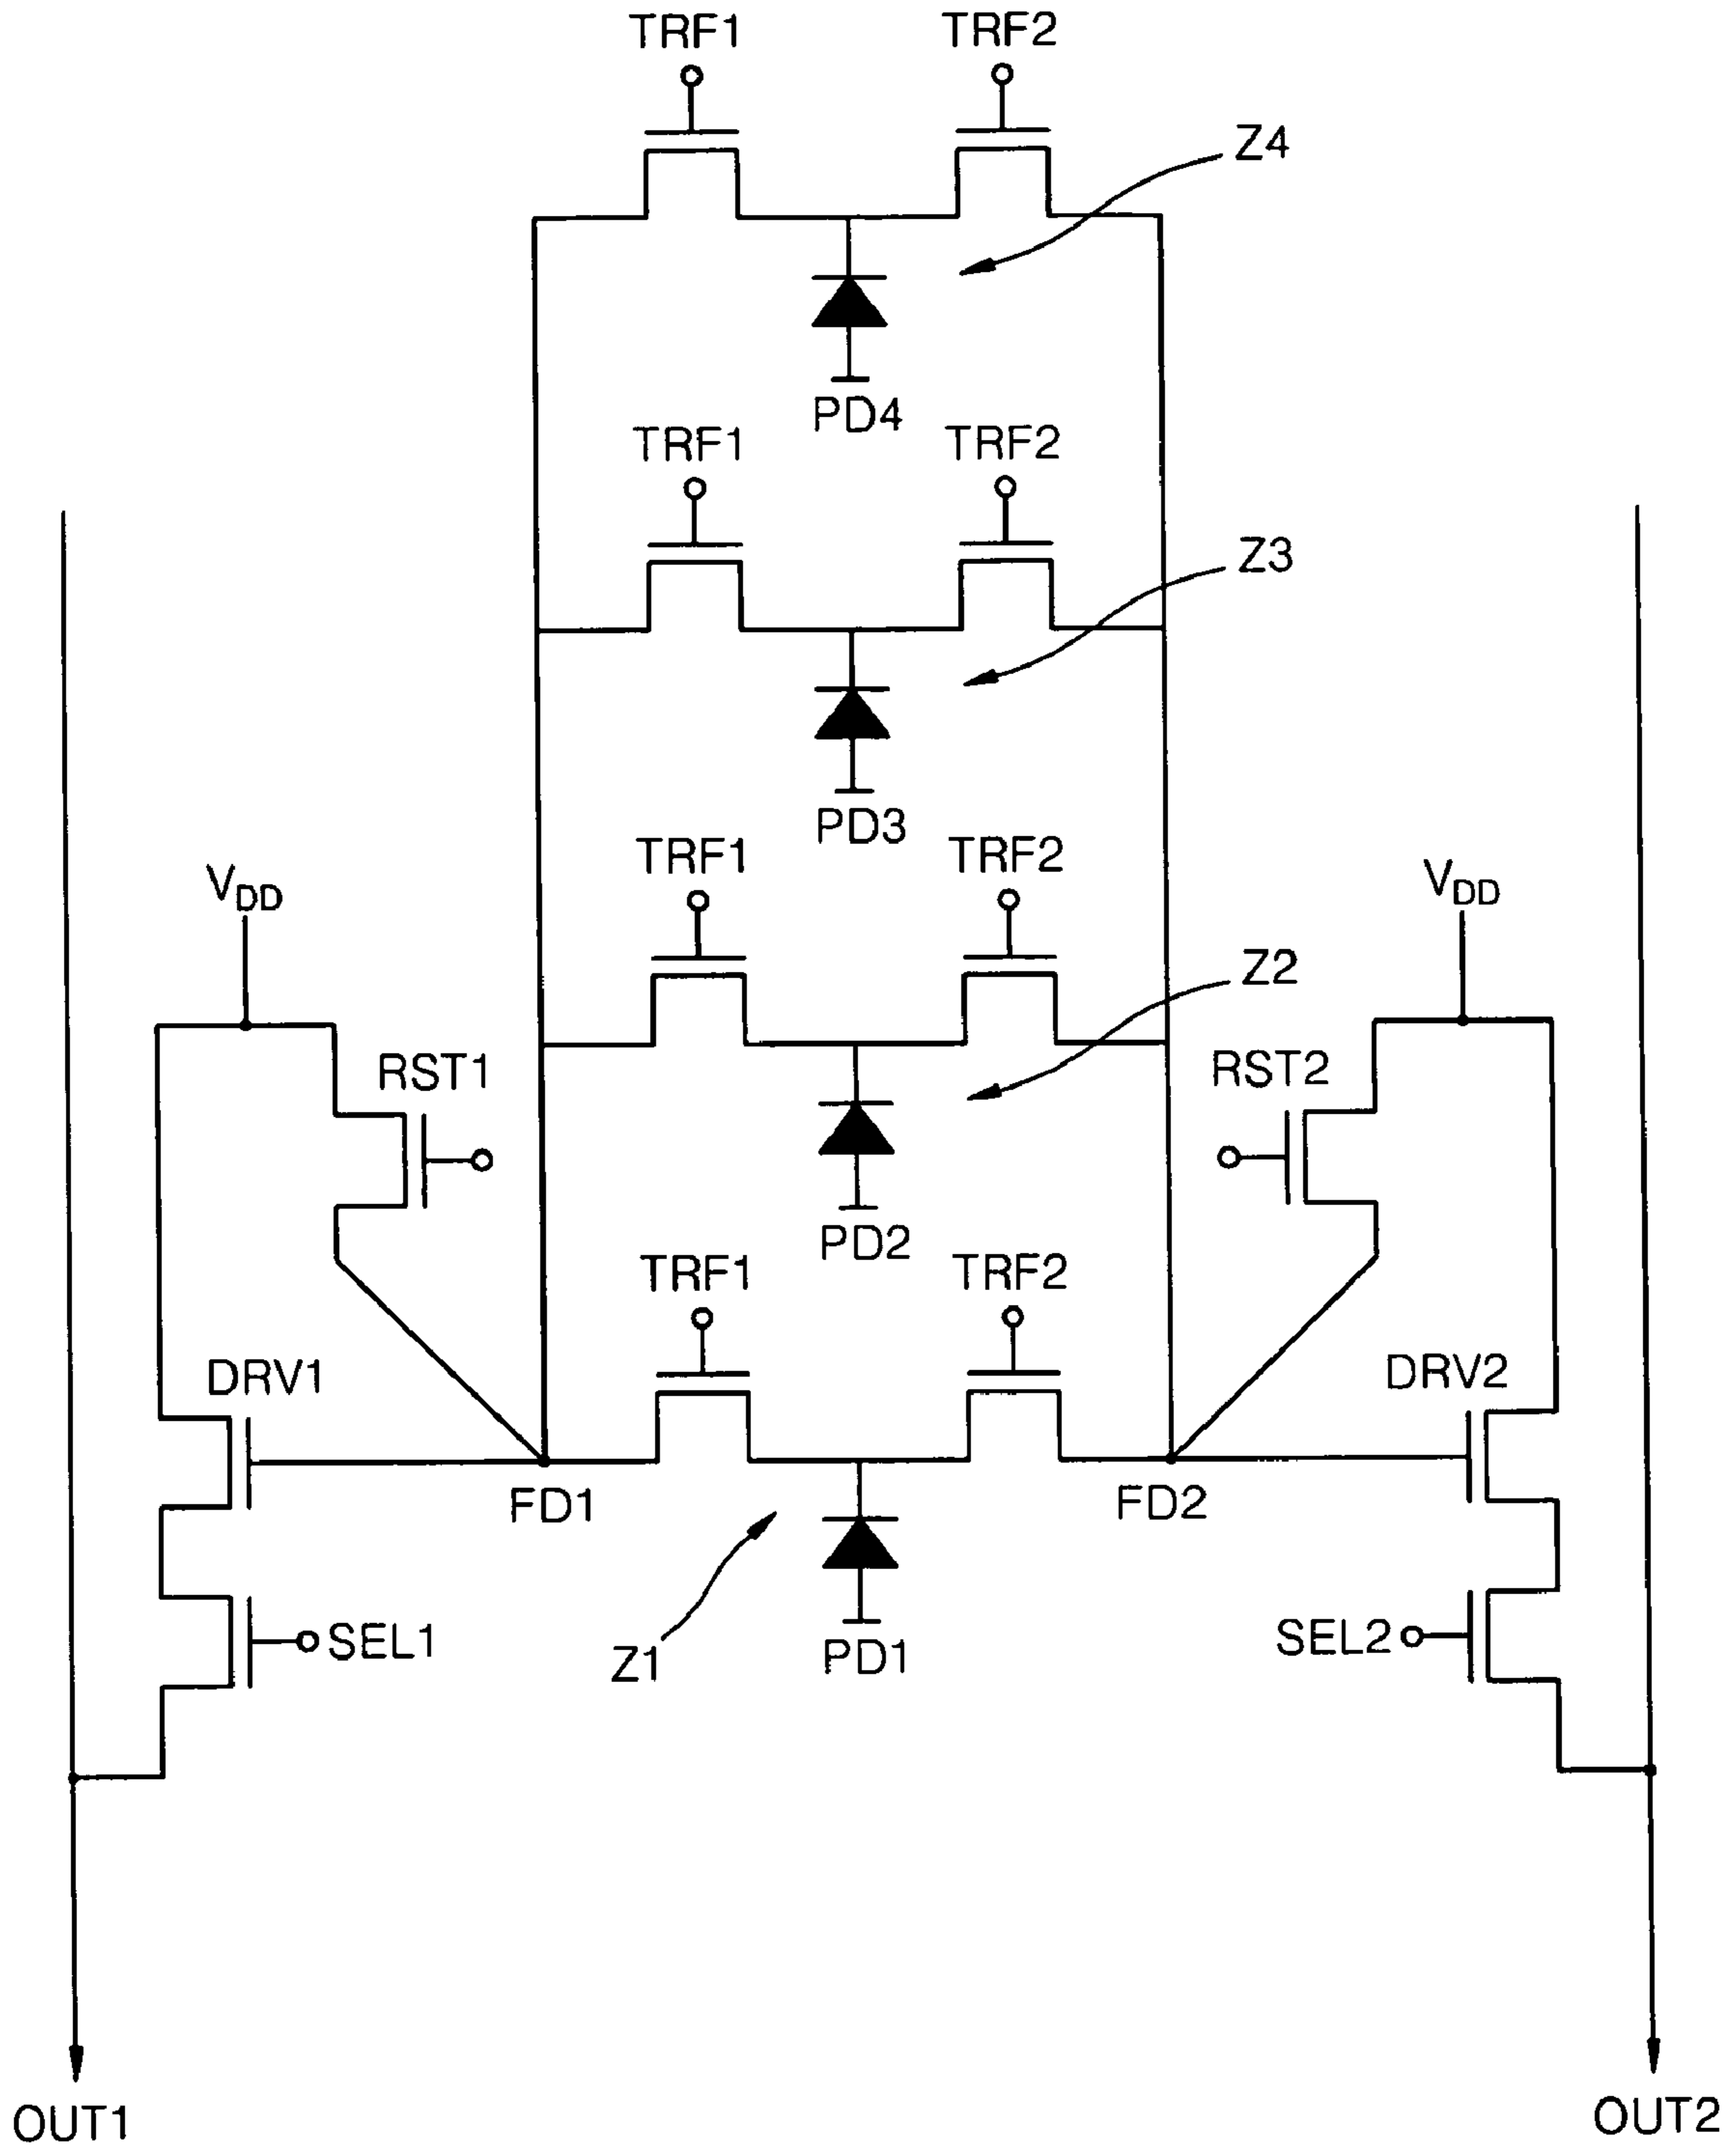 TRF1 TRF2
Z4
PD4
TRF1 TRF2
Z3
PD3
TRF1 TRF2
VDD VDD
Z2
RST1 RST2
PD2
TRF1 TRF2
DRV1 DRV2
FD1 FD2
SEL1 Z1 PD1 SEL2
OUT1 OUT2